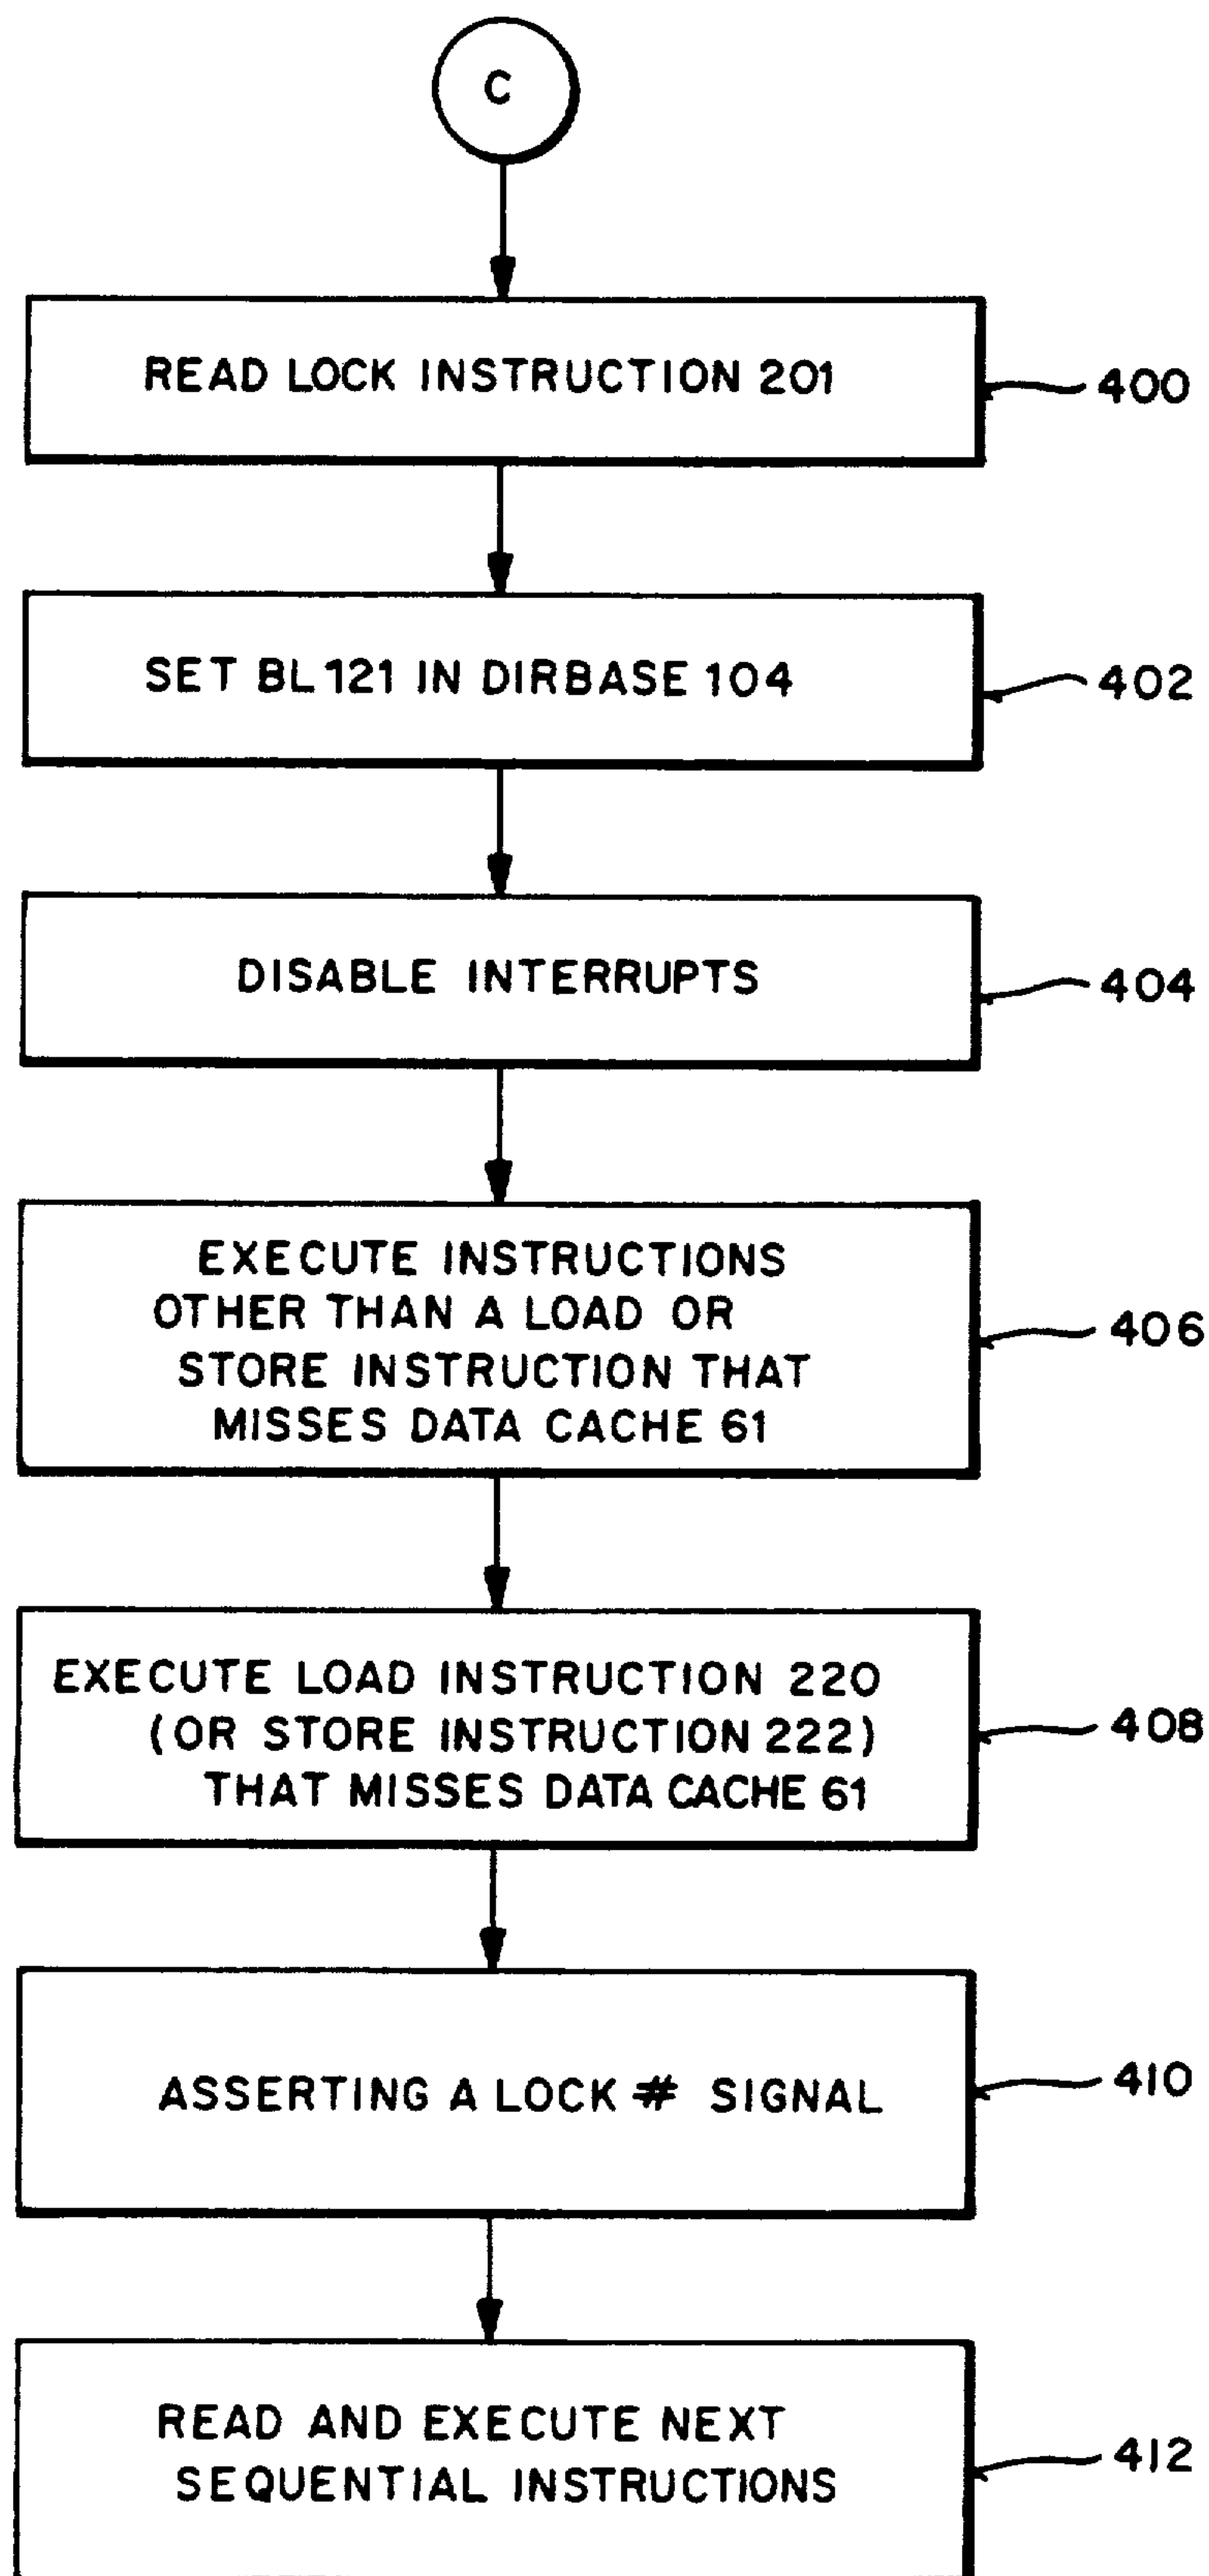 C
READ LOCK INSTRUCTION 201
400
SET BL 121 IN DIRBASE 104
402
DISABLE INTERRUPTS
404
EXECUTE INSTRUCTIONS
OTHER THAN A LOAD OR
STORE INSTRUCTION THAT
MISSES DATA CACHE 61
406
EXECUTE LOAD INSTRUCTION 220
(OR STORE INSTRUCTION 222)
THAT MISSES DATA CACHE 61
408
ASSERTING A LOCK # SIGNAL
410
READ AND EXECUTE NEXT
SEQUENTIAL INSTRUCTIONS
412